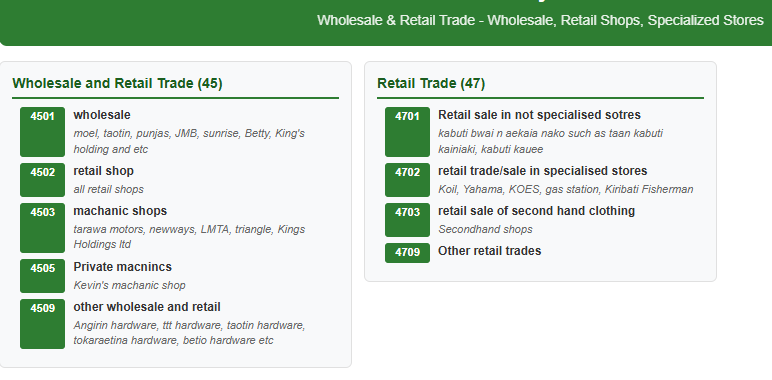 Wholesale & Retail Trade - Wholesale, Retail Shops, Specialized Stores
Wholesale and Retail Trade (45)
4501 wholesale
moel, taotin, punjas, JMB, sunrise, Betty, King's
holding and etc
4502 retail shop
all retail shops
4503 machanic shops
tarawa motors, newways, LMTA, triangle, Kings
Holdings ltd
4505 Private macnincs
Kevin's machanic shop
4509 other wholesale and retail
Angirin hardware, ttt hardware, taotin hardware,
tokaraetina hardware, betio hardware etc
Retail Trade (47)
4701 Retail sale in not specialised sotres
kabuti bwai n aekaia nako such as taan kabuti
kainiaki, kabuti kauee
4702 retail trade/sale in specialised stores
Koil, Yahama, KOES, gas station, Kiribati Fisherman
4703 retail sale of second hand clothing
Secondhand shops
4709 Other retail trades